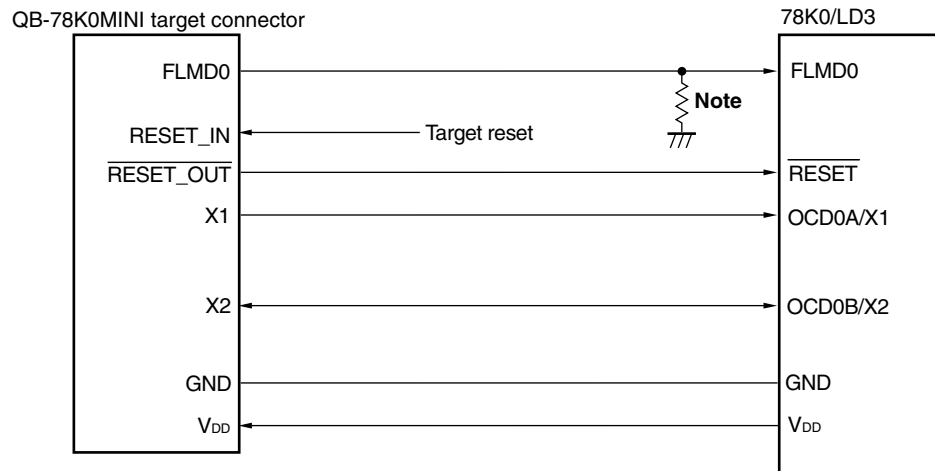 QB-78K0MINI target connector
78K0/LD3
FLMD0
FLMD0
Note
RESET_IN
Target reset
RESET_OUT
RESET
X1
OCD0A/X1
X2
OCD0B/X2
GND
GND
VDD
VDD